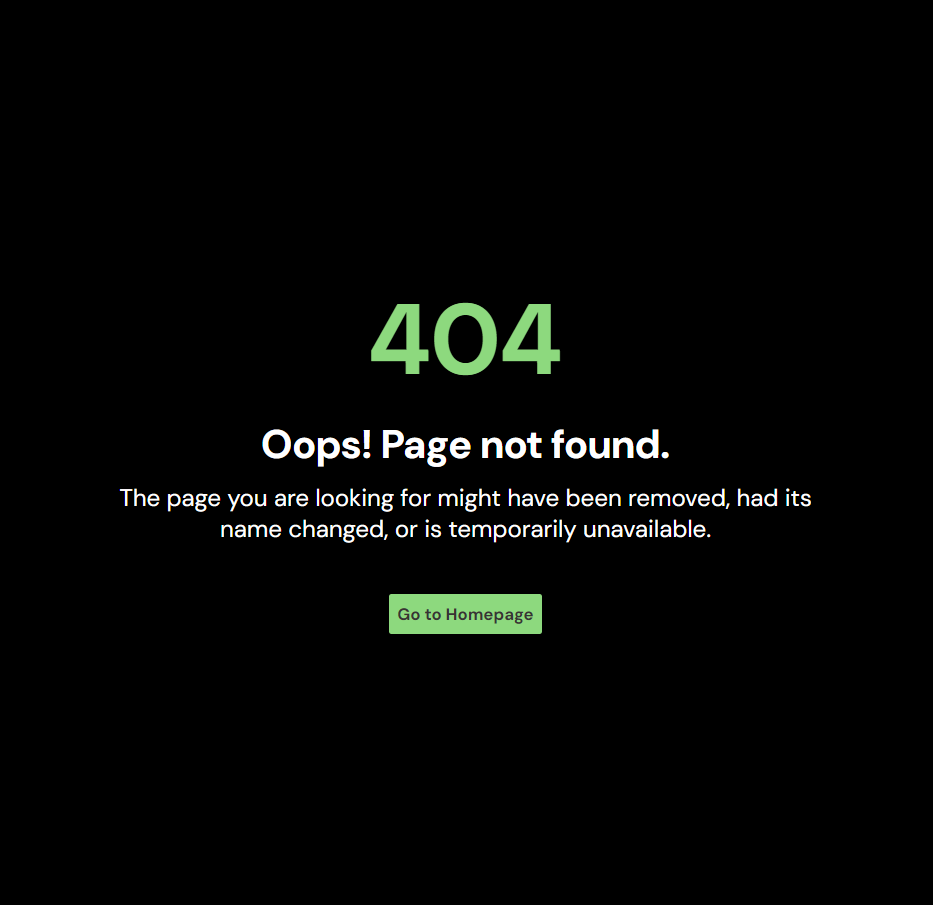 404
Oops! Page not found.
The page you are looking for might have been removed, had its
name changed, or is temporarily unavailable.
Go to Homepage